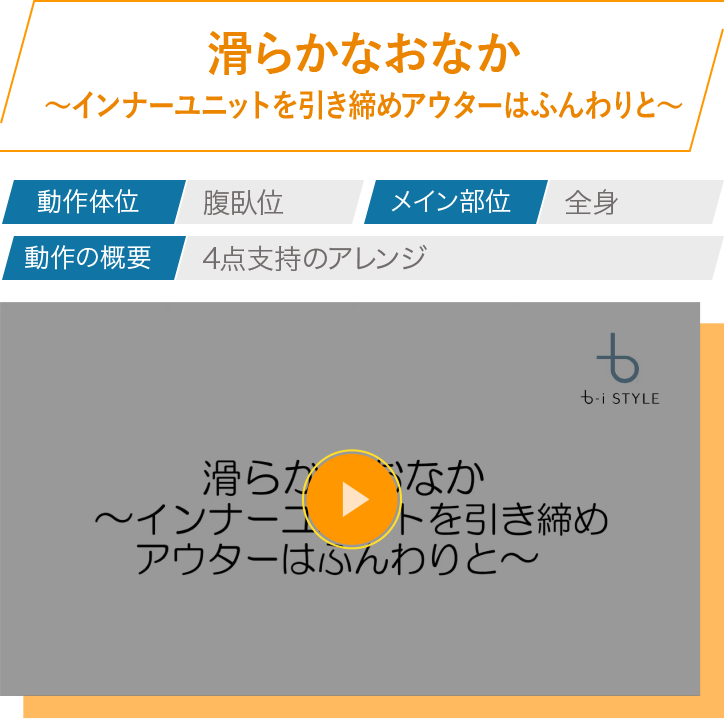 滑らかなおなか
～インナーユニットを引き締めアウターはふんわりと～
動作体位 腹臥位 メイン部位 全身
動作の概要 4点支持のアレンジ
b-i STYLE
滑らか おなか
～インナーユ ットを引き締め
アウターはふんわりと～